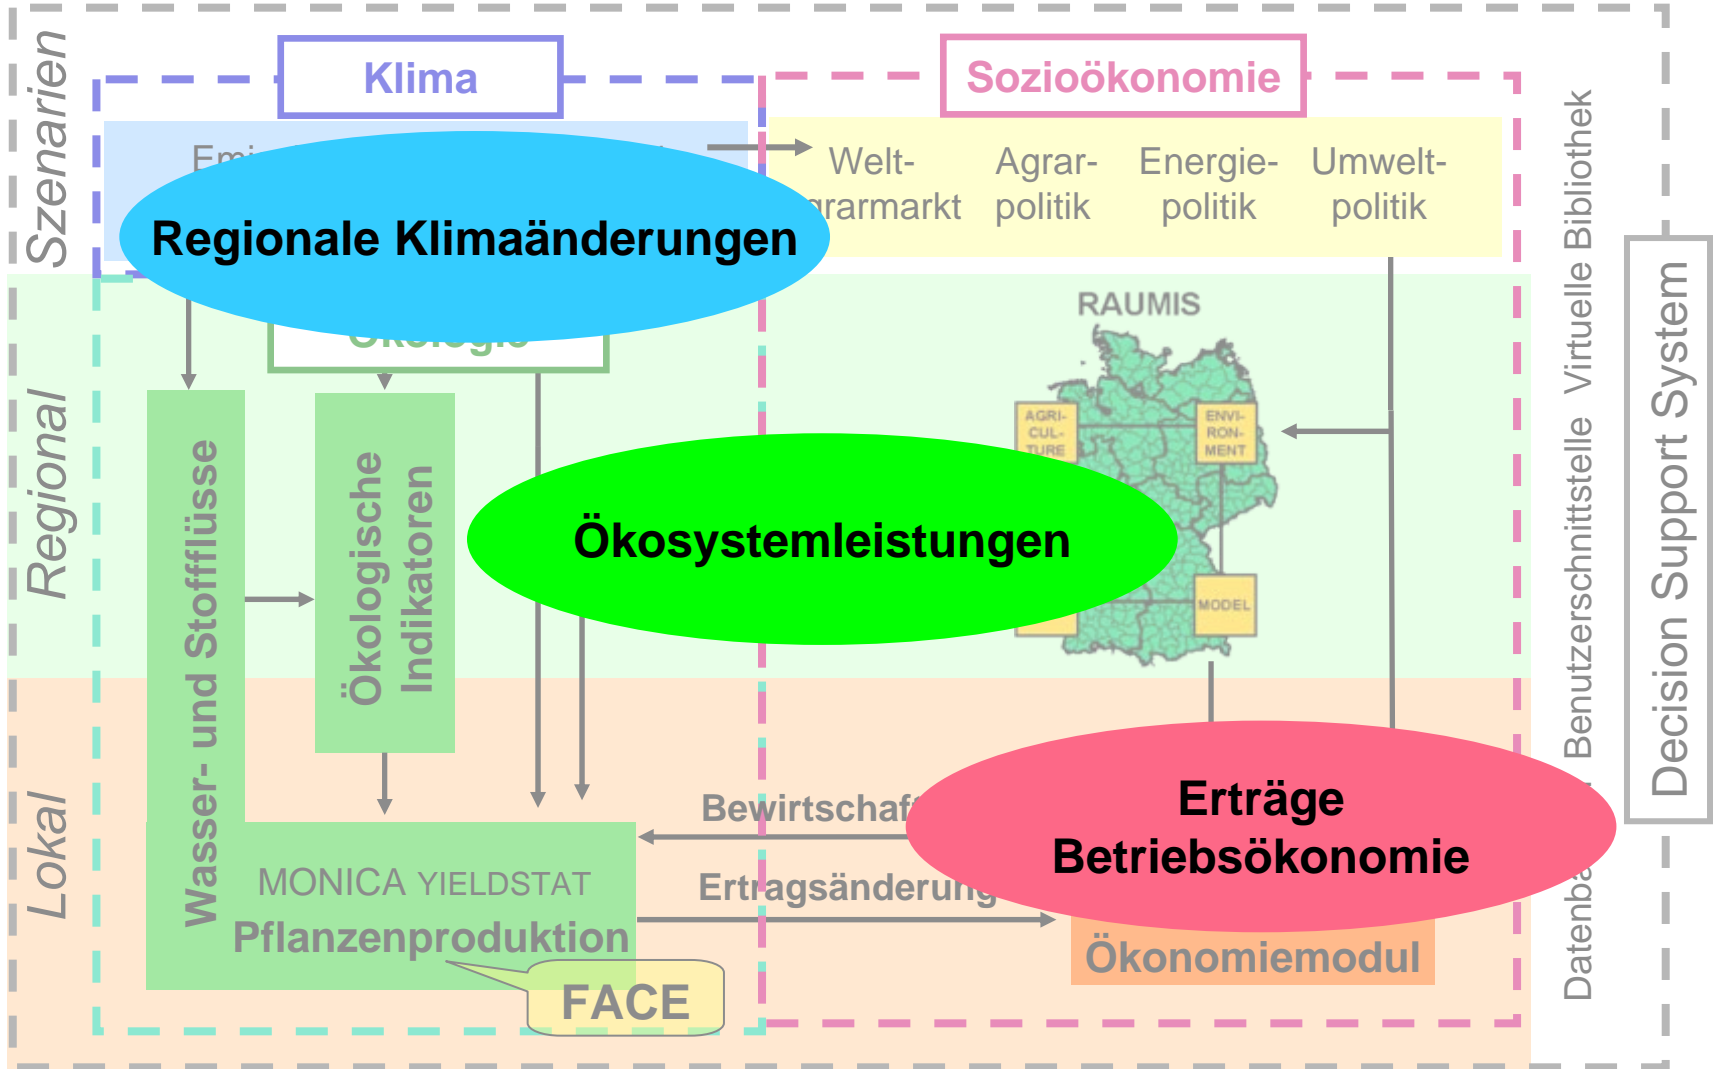 Szenarien
Klima
Sozioökonomie
Welt-
Agrar-
politik
Energie-
politik
Umwelt-
politik
Regionale Klimaänderungen
Regional
RAUMIS
AGRI-
CUL-
TURE
ENVI-
RON-
MENT
MODEL
Wasser- und Stoffflüsse
Ökologische
Indikatoren
Ökosystemleistungen
Lokal
Erträge
Betriebsökonomie
Ertragsänderung
MONICA YIELDSTAT
Pflanzenproduktion
FACE
Ökonomiemodul
Benutzerschnittstelle Virtuelle Bibliothek
Decision Support System